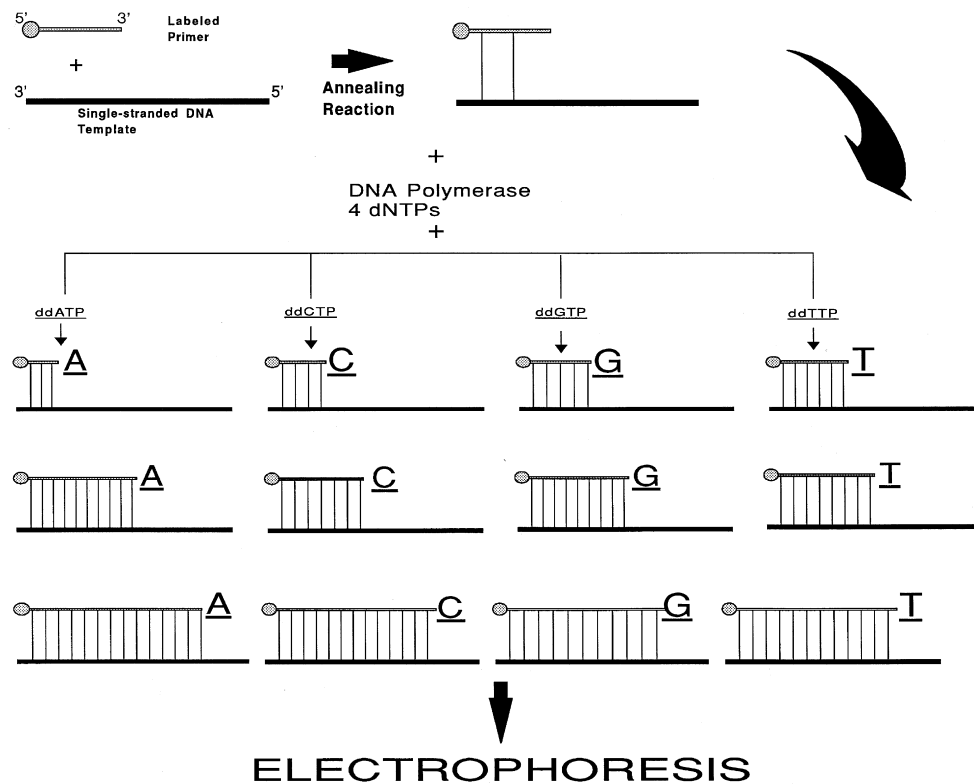 5' 3' Labeled
Primer
+
3' 5'
Single-stranded DNA
Template
Annealing
Reaction
+
DNA Polymerase
4 dNTPs
+
ddATP ddCTP ddGTP ddTTP
A C G T
A C G T
A C G T
ELECTROPHORESIS